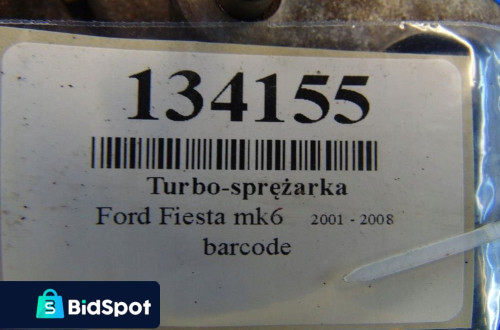 134155
Turbo-sprężarka
Ford Fiesta mk6 2001 - 2008
barcode
S
BidSpot